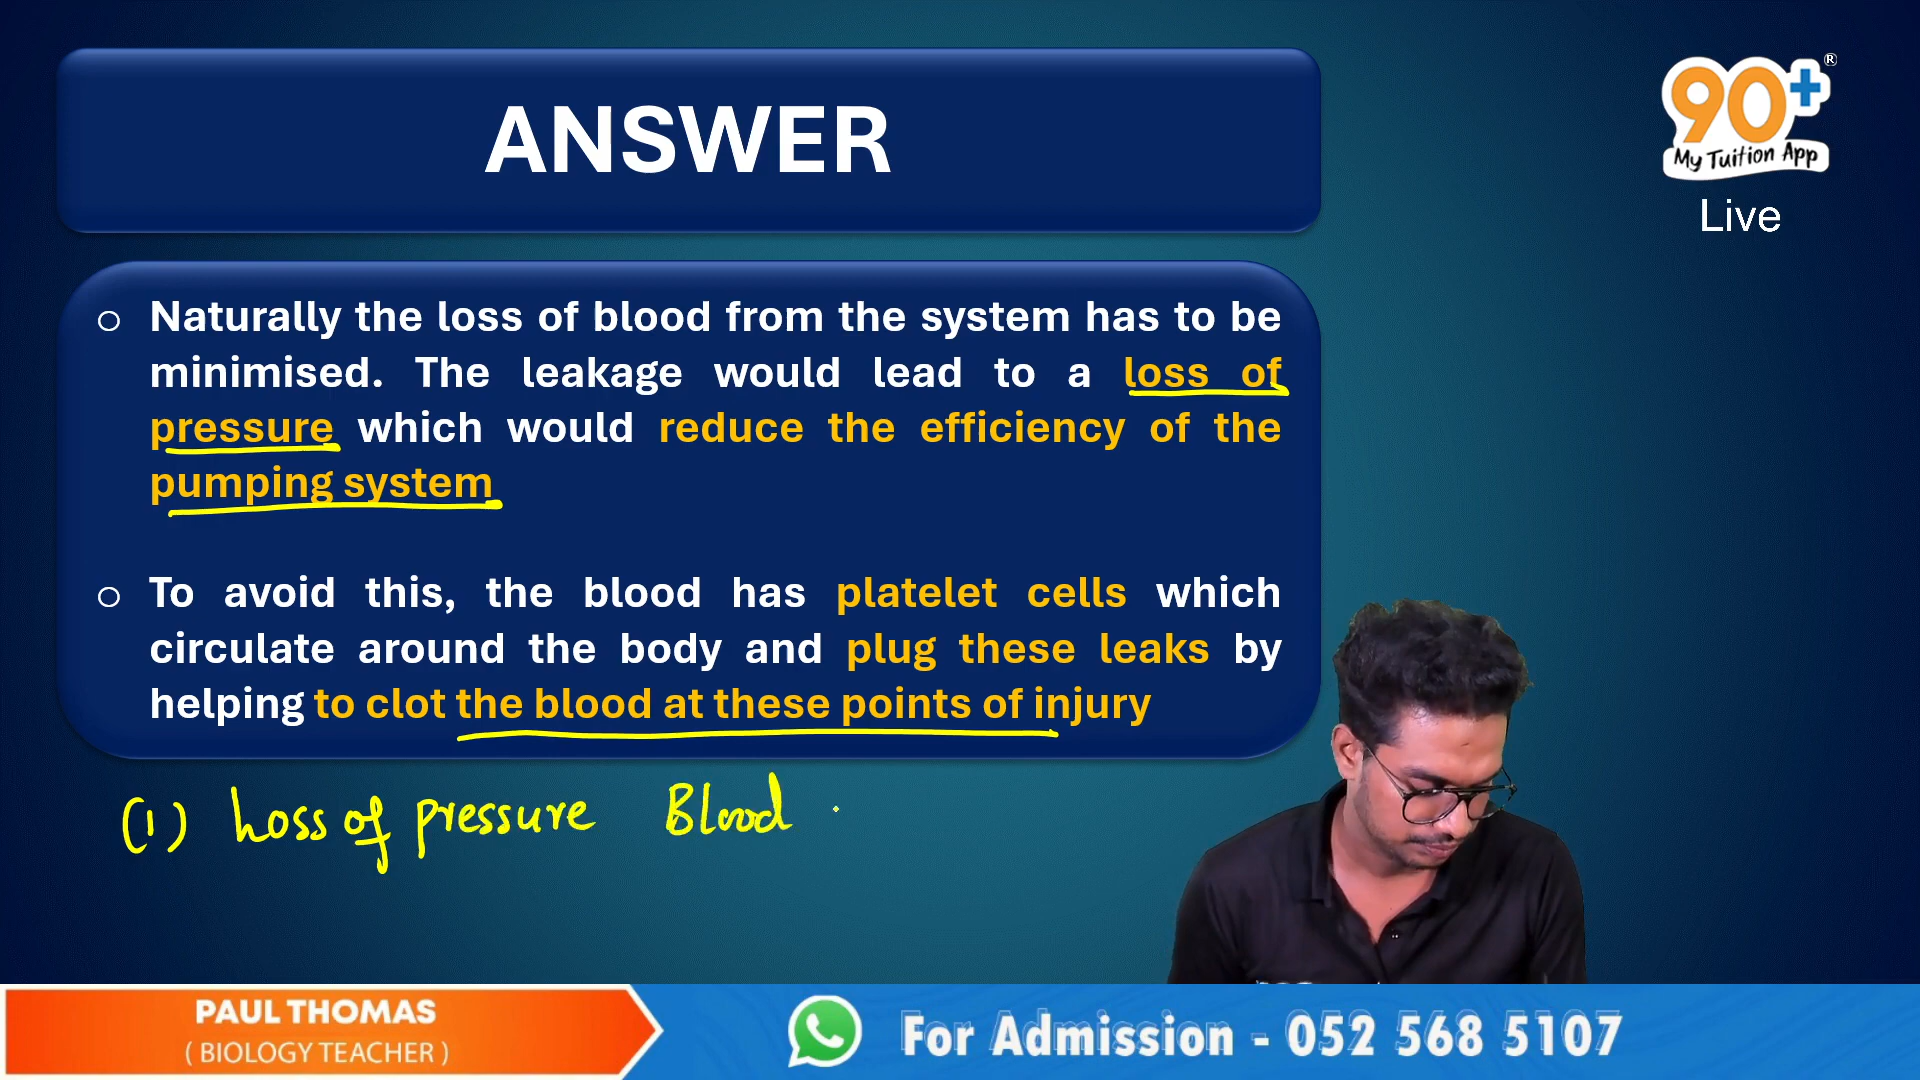 ANSWER
90+®
My Tuition App
Live
○ Naturally the loss of blood from the system has to be
minimised. The leakage would lead to a loss of
pressure which would reduce the efficiency of the
pumping system
○ To avoid this, the blood has platelet cells which
circulate around the body and plug these leaks by
helping to clot the blood at these points of injury
(1) Loss of pressure Blood
PAUL THOMAS
( BIOLOGY TEACHER )
For Admission - 052 568 5107